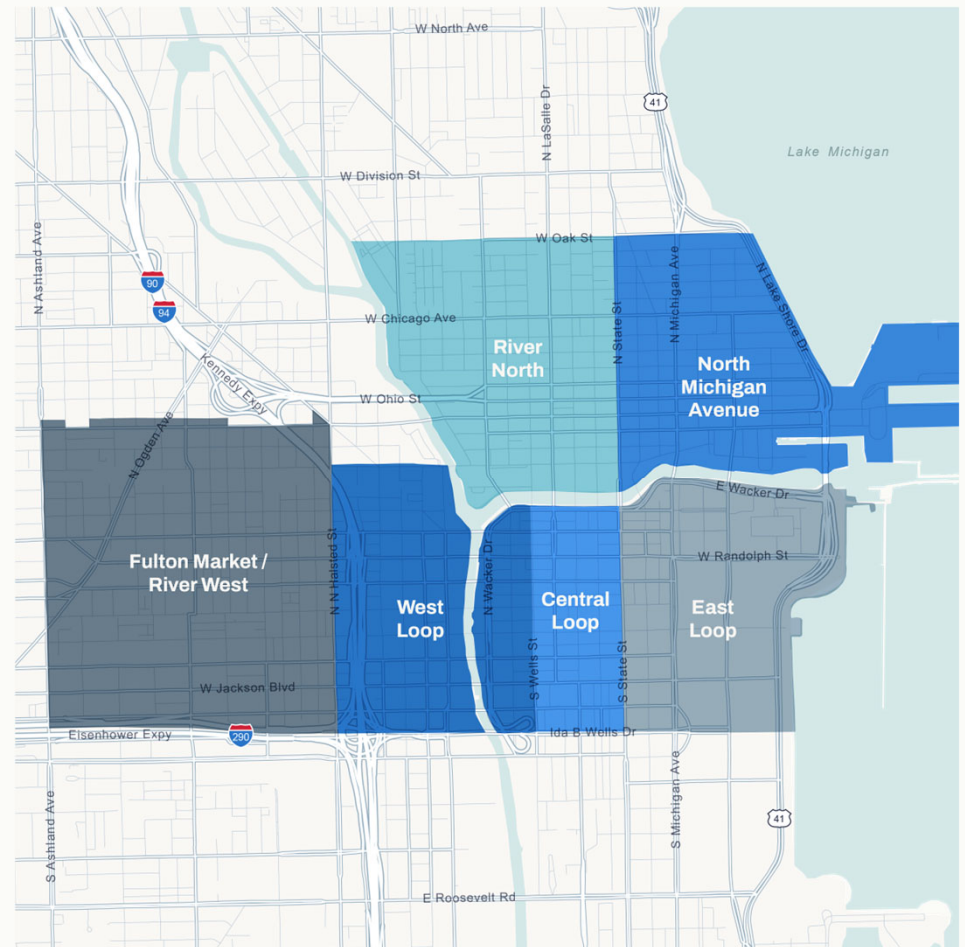 W North Ave
41
N LaSalle Dr
Lake Michigan
W Division St
N Ashland Ave
W Oak St
90
94
N Michigan Ave
N Lake Shore Dr
W Chicago Ave
N State St
River
North
North
Michigan
Avenue
Kennedy Expy
W Ohio St
N Ogden Ave
E Wacker Dr
N N Halsted St
N Wacker Dr
W Randolph St
Fulton Market /
River West
West
Loop
Central
Loop
East
Loop
S Wells St
S State St
W Jackson Blvd
Eisenhower Expy
290
Ida B Wells Dr
S Michigan Ave
S Ashland Ave
41
E Roosevelt Rd